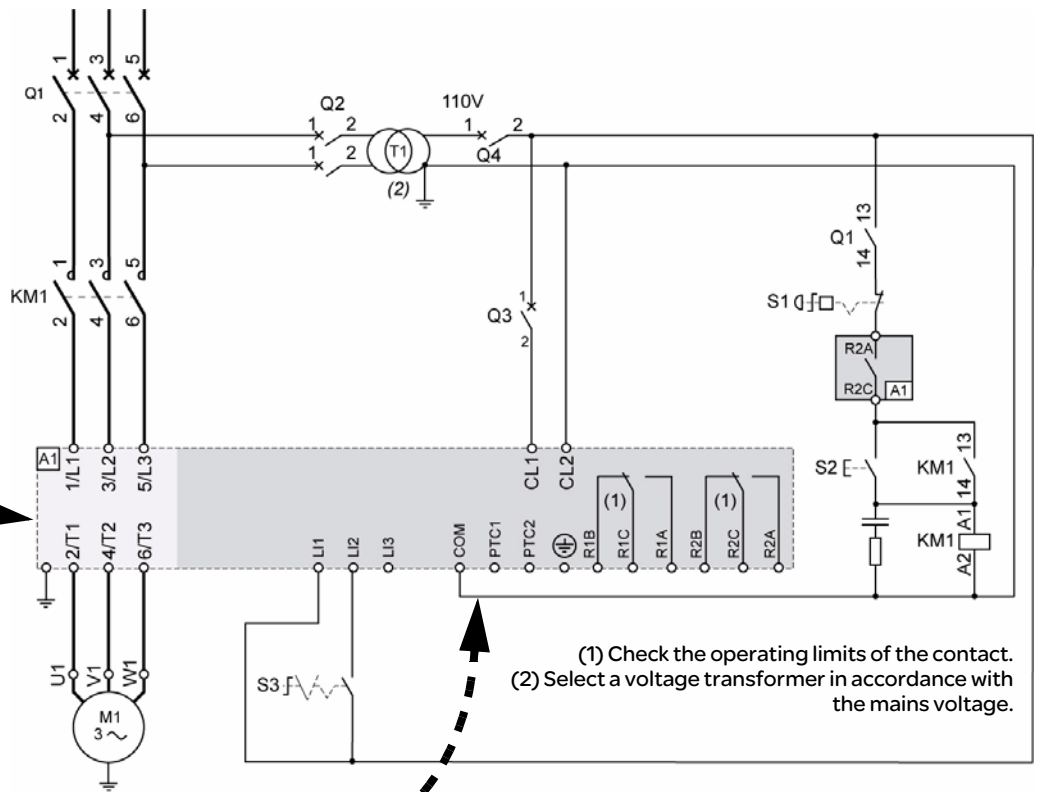 1 3 5
Q1
2 4 6
Q2
1 2
1 2
T1
(2)
110V
1 2
Q4
13
Q1
14
1 3 5
KM1
2 4 6
1
Q3
2
S1
R2A
R2C A1
13
S2 KM1
14
A1
KM1
A2
A1
1/L1 3/L2 5/L3 CL1 CL2
(1) (1)
2/T1 4/T2 6/T3 LI1 LI2 LI3 COM PTC1 PTC2 R1B R1C R1A R2B R2C R2A
U1 V1 W1
S3
M1
3
(1) Check the operating limits of the contact.
(2) Select a voltage transformer in accordance with
the mains voltage.